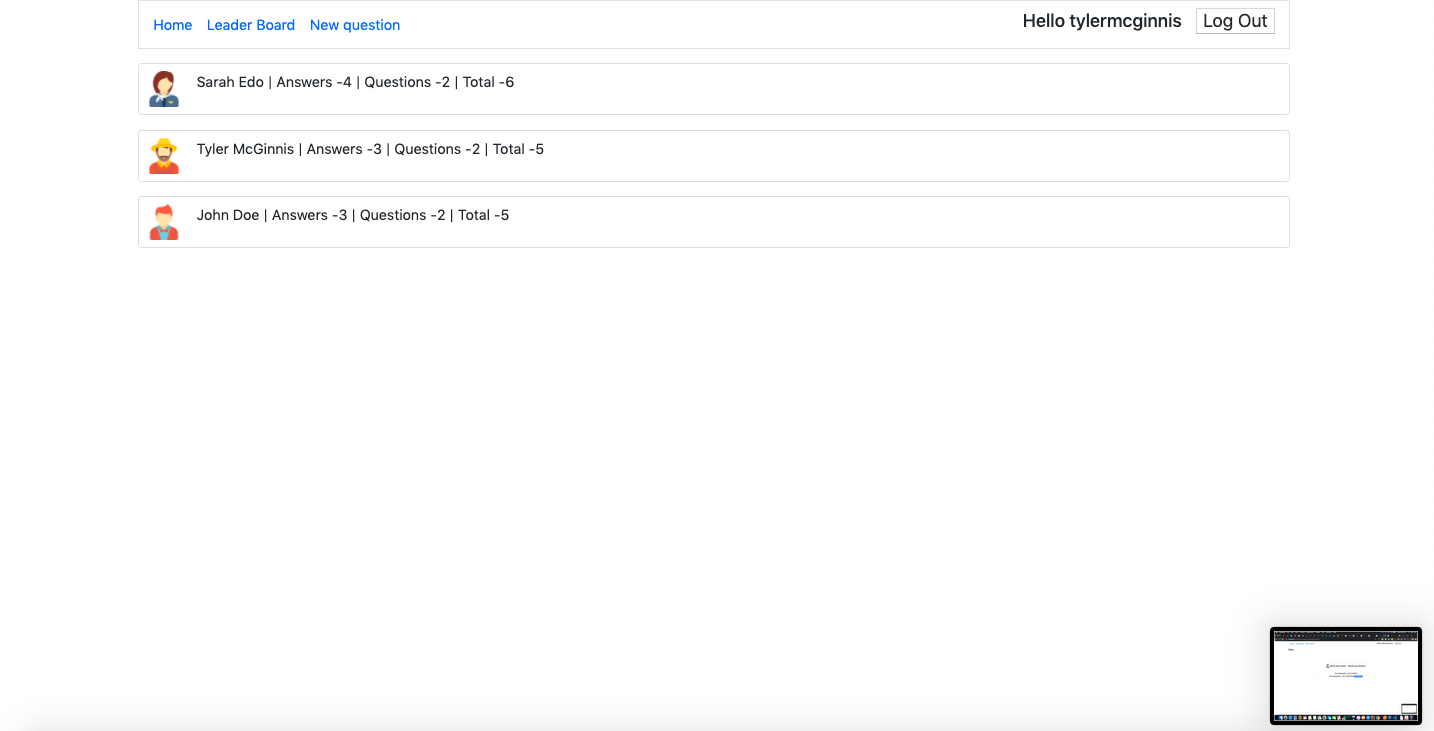 Home Leader Board New question Hello tylermcginnis Log Out
Sarah Edo | Answers -4 | Questions -2 | Total -6
Tyler McGinnis | Answers -3 | Questions -2 | Total -5
John Doe | Answers -3 | Questions -2 | Total -5